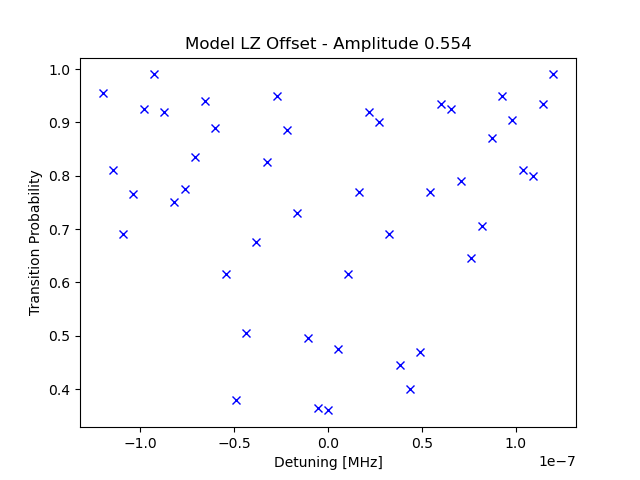 Model LZ Offset - Amplitude 0.554
Transition Probability
1.0
0.9
0.8
0.7
0.6
0.5
0.4
−1.0 −0.5 0.0 0.5 1.0
1e−7
Detuning [MHz]